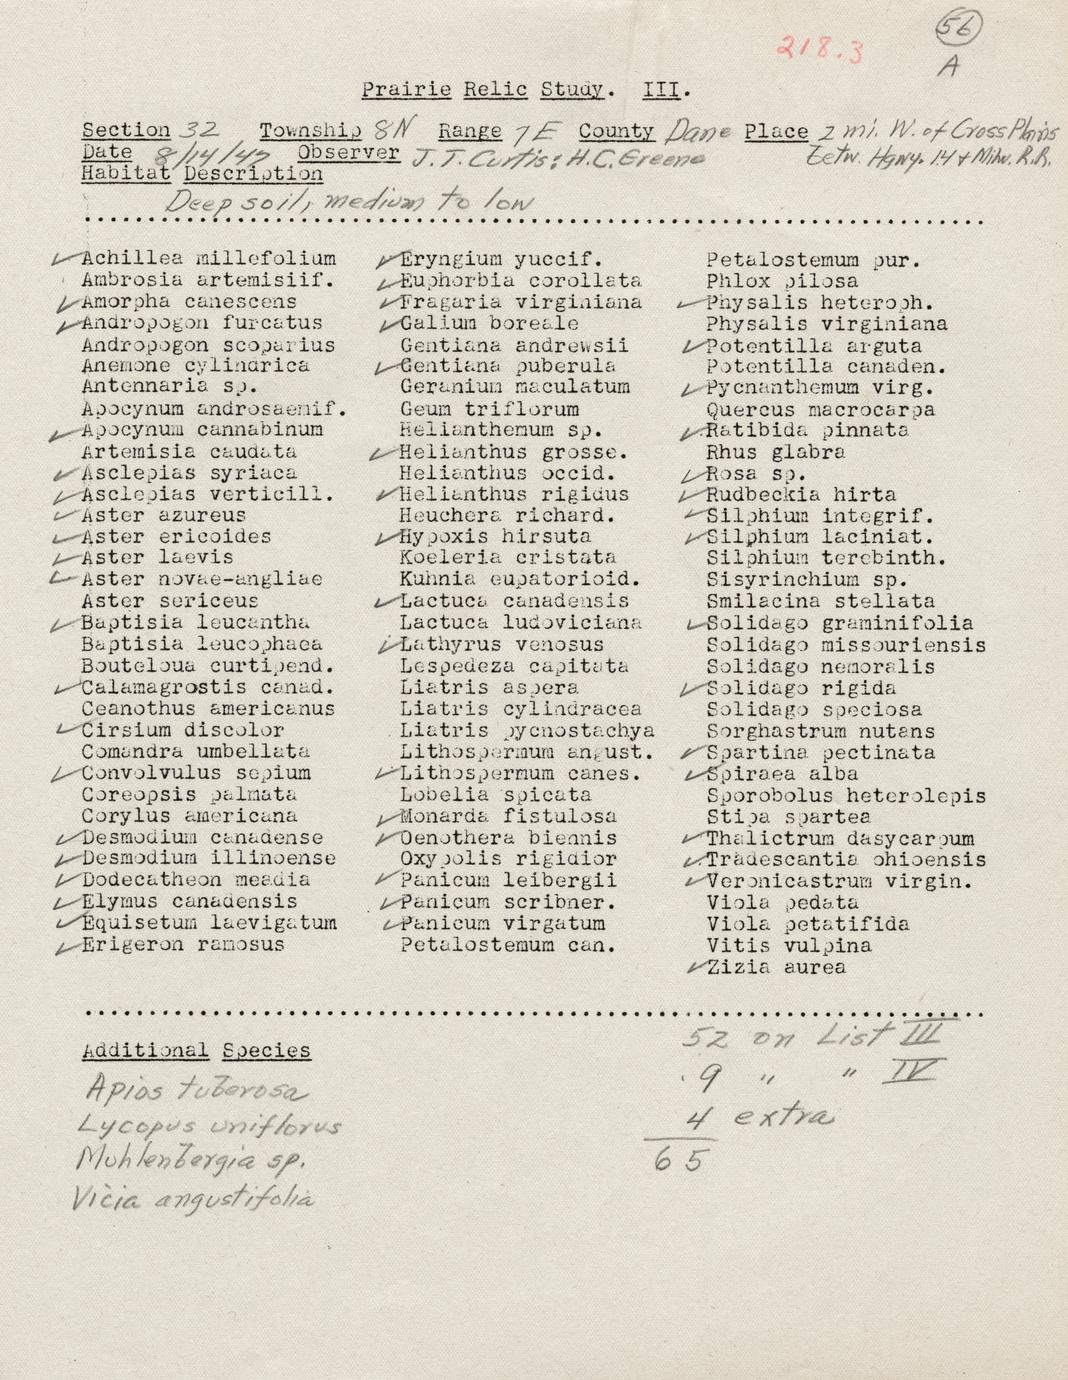 56
218.3
A
Prairie Relic Study. III.
Section 32 Township 8N Range 7E County Dane Place 2 mi. W. of Cross Plains
Date 8/14/47 Observer J.T. Curtis; H.C. Greene Betw. Hgwy. 14 & Milw. R.R.
Habitat Description
Deep soil, medium to low
✓Achillea millefolium
Ambrosia artemisiif.
✓Amorpha canescens
✓Andropogon furcatus
Andropogon scoparius
Anemone cylindrica
Antennaria sp.
Apocynum androsaemif.
✓Apocynum cannabinum
Artemisia caudata
✓Asclepias syriaca
✓Asclepias verticill.
✓Aster azureus
✓Aster ericoides
✓Aster laevis
✓Aster novae-angliae
Aster sericeus
✓Baptisia leucantha
Baptisia leucophaea
Bouteloua curtipend.
✓Calamagrostis canad.
Ceanothus americanus
✓Cirsium discolor
Comandra umbellata
✓Convolvulus sepium
Coreopsis palmata
Corylus americana
✓Desmodium canadense
✓Desmodium illinoense
✓Dodecatheon meadia
✓Elymus canadensis
✓Equisetum laevigatum
✓Erigeron ramosus
✓Eryngium yuccif.
✓Euphorbia corollata
✓Fragaria virginiana
✓Galium boreale
Gentiana andrewsii
✓Gentiana puberula
Geranium maculatum
Geum triflorum
Helianthemum sp.
✓Helianthus grosse.
Helianthus occid.
✓Helianthus rigidus
Heuchera richard.
✓Hypoxis hirsuta
Koeleria cristata
Kuhnia eupatorioid.
✓Lactuca canadensis
Lactuca ludoviciana
✓Lathyrus venosus
Lespedeza capitata
Liatris aspera
Liatris cylindracea
Liatris pycnostachya
Lithospermum angust.
✓Lithospermum canes.
Lobelia spicata
✓Monarda fistulosa
✓Oenothera biennis
Oxypolis rigidior
✓Panicum leibergii
✓Panicum scribner.
✓Panicum virgatum
Petalostemum can.
Petalostemum pur.
Phlox pilosa
✓Physalis heteroph.
Physalis virginiana
✓Potentilla arguta
Potentilla canaden.
✓Pycnanthemum virg.
Quercus macrocarpa
✓Ratibida pinnata
Rhus glabra
✓Rosa sp.
✓Rudbeckia hirta
✓Silphium integrif.
✓Silphium laciniat.
Silphium terebinth.
Sisyrinchium sp.
Smilacina stellata
✓Solidago graminifolia
Solidago missouriensis
Solidago nemoralis
✓Solidago rigida
Solidago speciosa
Sorghastrum nutans
✓Spartina pectinata
✓Spiraea alba
Sporobolus heterolepis
Stipa spartea
✓Thalictrum dasycarpum
✓Tradescantia ohioensis
✓Veronicastrum virgin.
Viola pedata
Viola petatifida
Vitis vulpina
✓Zizia aurea
Additional Species
Apios tuberosa
Lycopus uniflorus
Muhlenbergia sp.
Vicia angustifolia
52 on List III
9 " " IV
4 extra
65